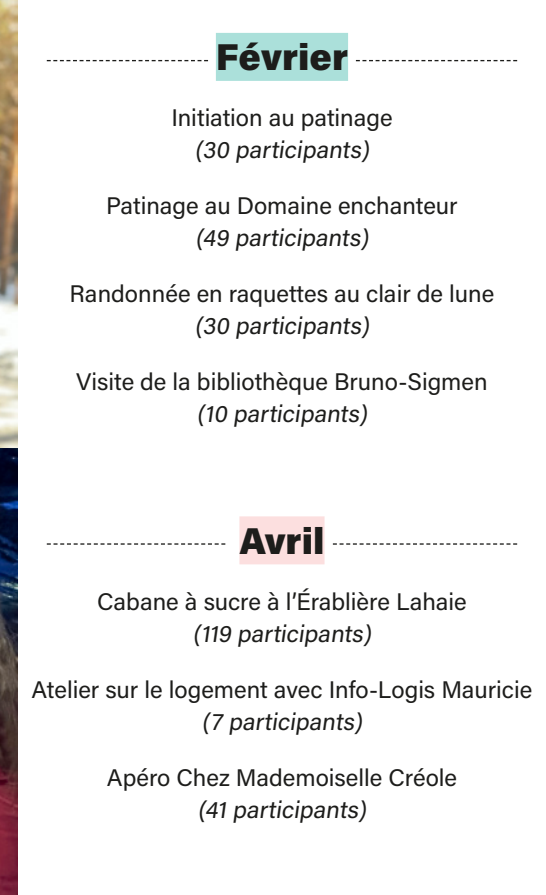 Février
Initiation au patinage
(30 participants)
Patinage au Domaine enchanteur
(49 participants)
Randonnée en raquettes au clair de lune
(30 participants)
Visite de la bibliothèque Bruno-Sigmen
(10 participants)
Avril
Cabane à sucre à l'Érablière Lahaie
(119 participants)
Atelier sur le logement avec Info-Logis Mauricie
(7 participants)
Apéro Chez Mademoiselle Créole
(41 participants)